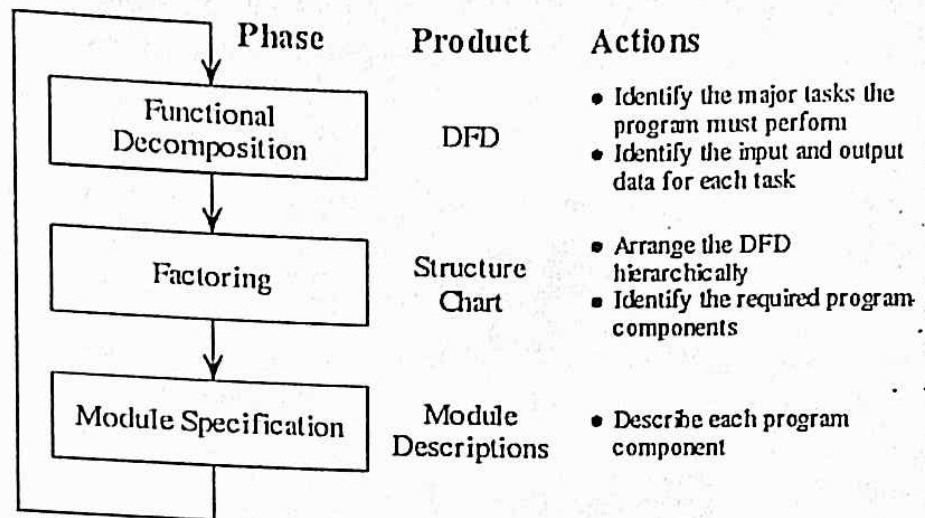 Phase Product Actions
Functional
Decomposition
DFD
• Identify the major tasks the
program must perform
• Identify the input and output
data for each task
Factoring
Structure
Chart
• Arrange the DFD
hierarchically
• Identify the required program
components
Module Specification
Module
Descriptions
• Describe each program
component